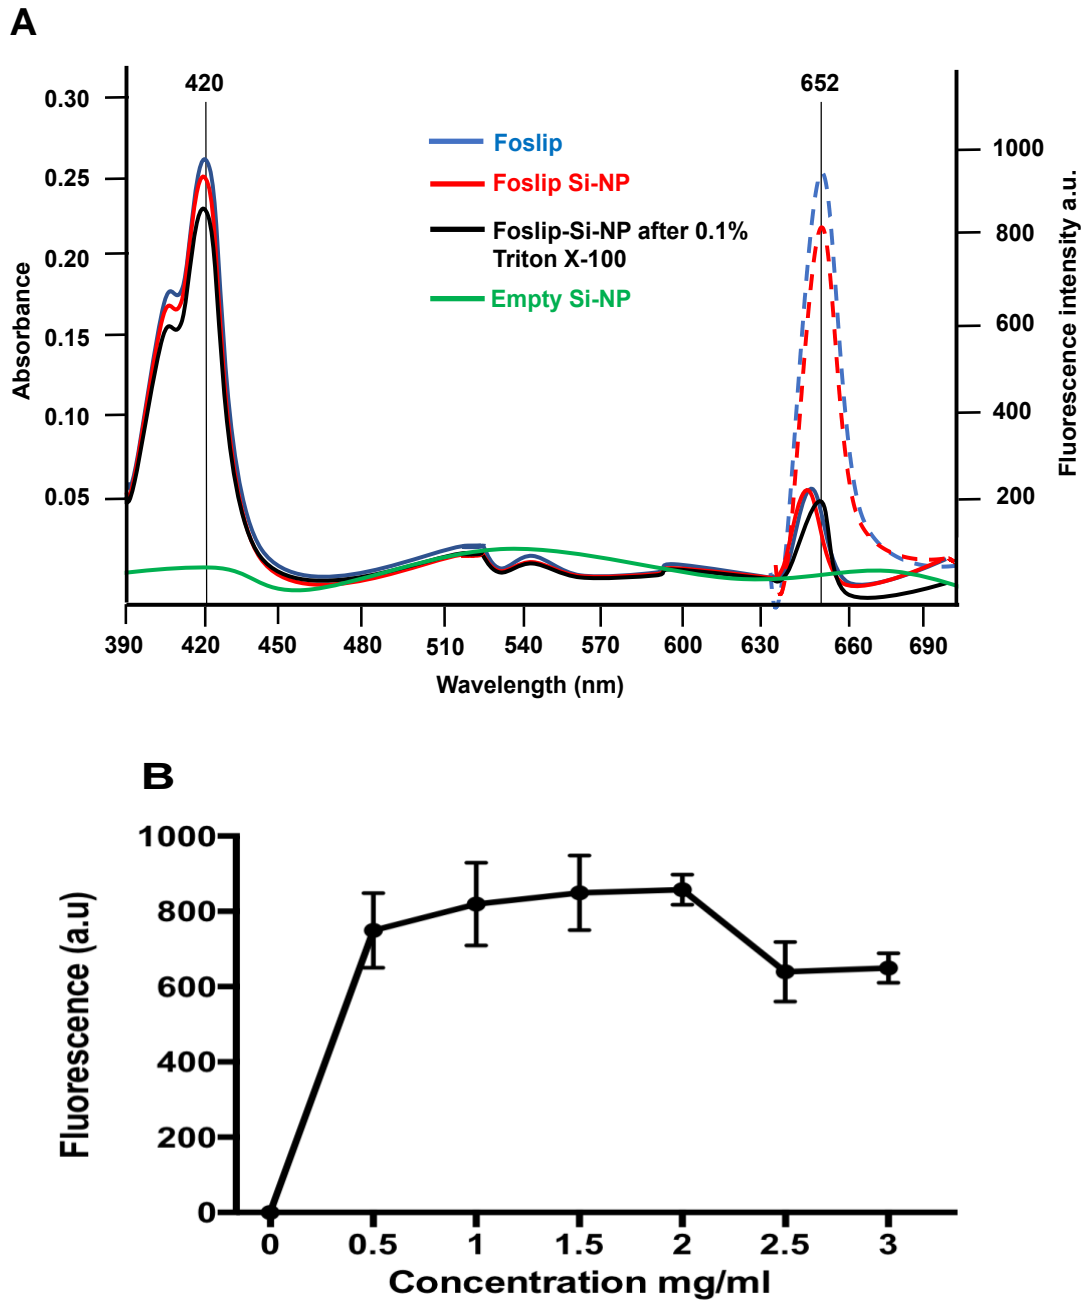 A
420
652
0.30
0.25
0.20
0.15
0.10
0.05
Absorbance
1000
800
600
400
200
Fluorescence intensity a.u.
Foslip
Foslip Si-NP
Foslip-Si-NP after 0.1%
Triton X-100
Empty Si-NP
390 420 450 480 510 540 570 600 630 660 690
Wavelength (nm)
B
1000
800
600
400
200
0
Fluorescence (a.u)
0 0.5 1 1.5 2 2.5 3
Concentration mg/ml